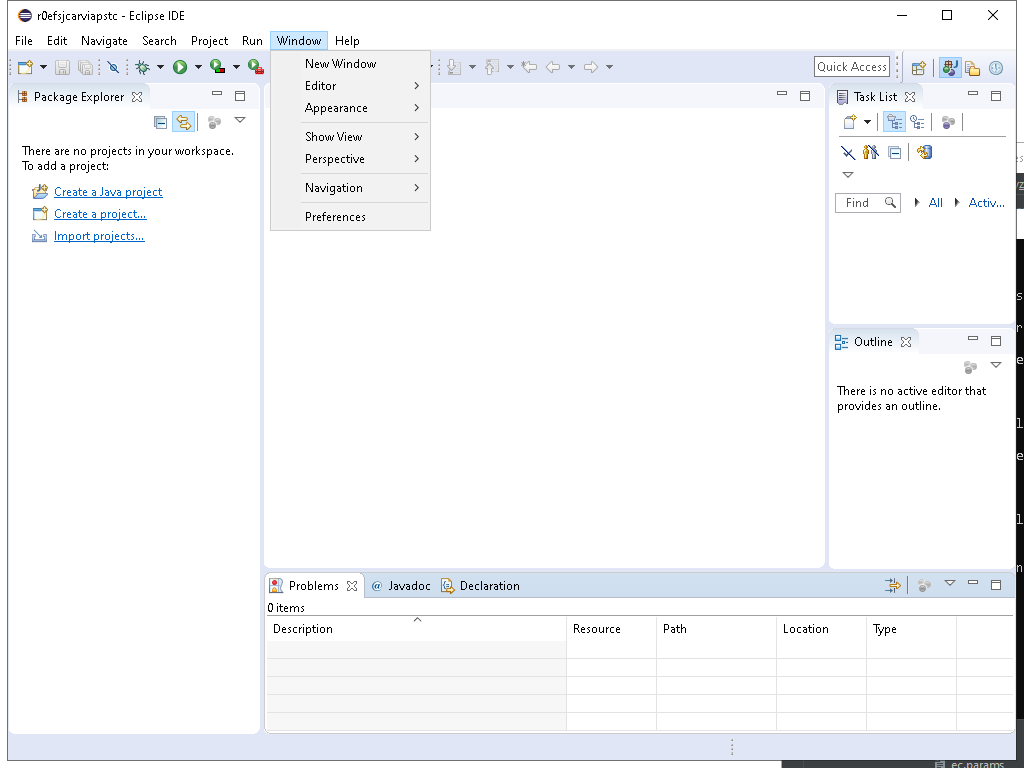 r0efsjcarviapstc - Eclipse IDE
File Edit Navigate Search Project Run Window Help
New Window
Editor
Appearance
Show View
Perspective
Navigation
Preferences
Quick Access
Package Explorer
There are no projects in your workspace.
To add a project:
Create a Java project
Create a project...
Import projects...
Task List
Find All Activ...
Outline
There is no active editor that
provides an outline.
Problems @ Javadoc Declaration
0 items
Description Resource Path Location Type
ec.params